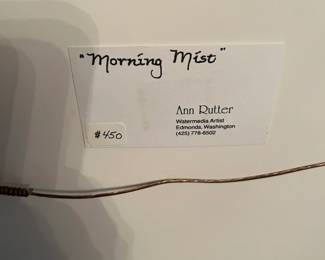 "Morning Mist"
Ann Rutter
Watermedia Artist
Edmonds, Washington
(425) 778-6502
#450